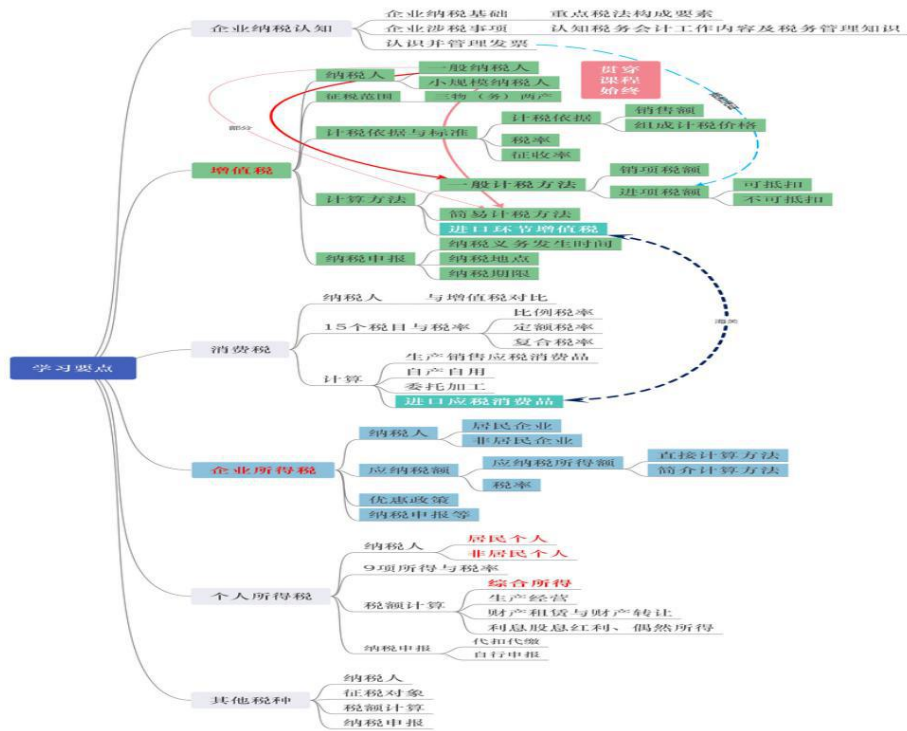 学习要点
企业纳税认知
企业纳税基础 重点税法构成要素
企业涉税事项 认知税务会计工作内容及税务管理知识
认识并管理发票
贯穿
课程
始终
增值税
纳税人
一般纳税人
小规模纳税人
征税范围
三物（务）两产
部分
计税依据与标准
计税依据
销售额
组成计税价格
税率
征收率
计算方法
一般计税方法
销项税额
进项税额
可抵扣
不可抵扣
简易计税方法
进口环节增值税
纳税申报
纳税义务发生时间
纳税地点
纳税期限
消费税
纳税人 与增值税对比
15个税目与税率
比例税率
定额税率
复合税率
计算
生产销售应税消费品
自产自用
委托加工
进口应税消费品
海关
企业所得税
纳税人
居民企业
非居民企业
应纳税额
应纳税所得额
直接计算方法
简介计算方法
税率
优惠政策
纳税申报等
个人所得税
纳税人
居民个人
非居民个人
9项所得与税率
税额计算
综合所得
生产经营
财产租赁与财产转让
利息股息红利、偶然所得
纳税申报
代扣代缴
自行申报
其他税种
纳税人
征税对象
税额计算
纳税申报